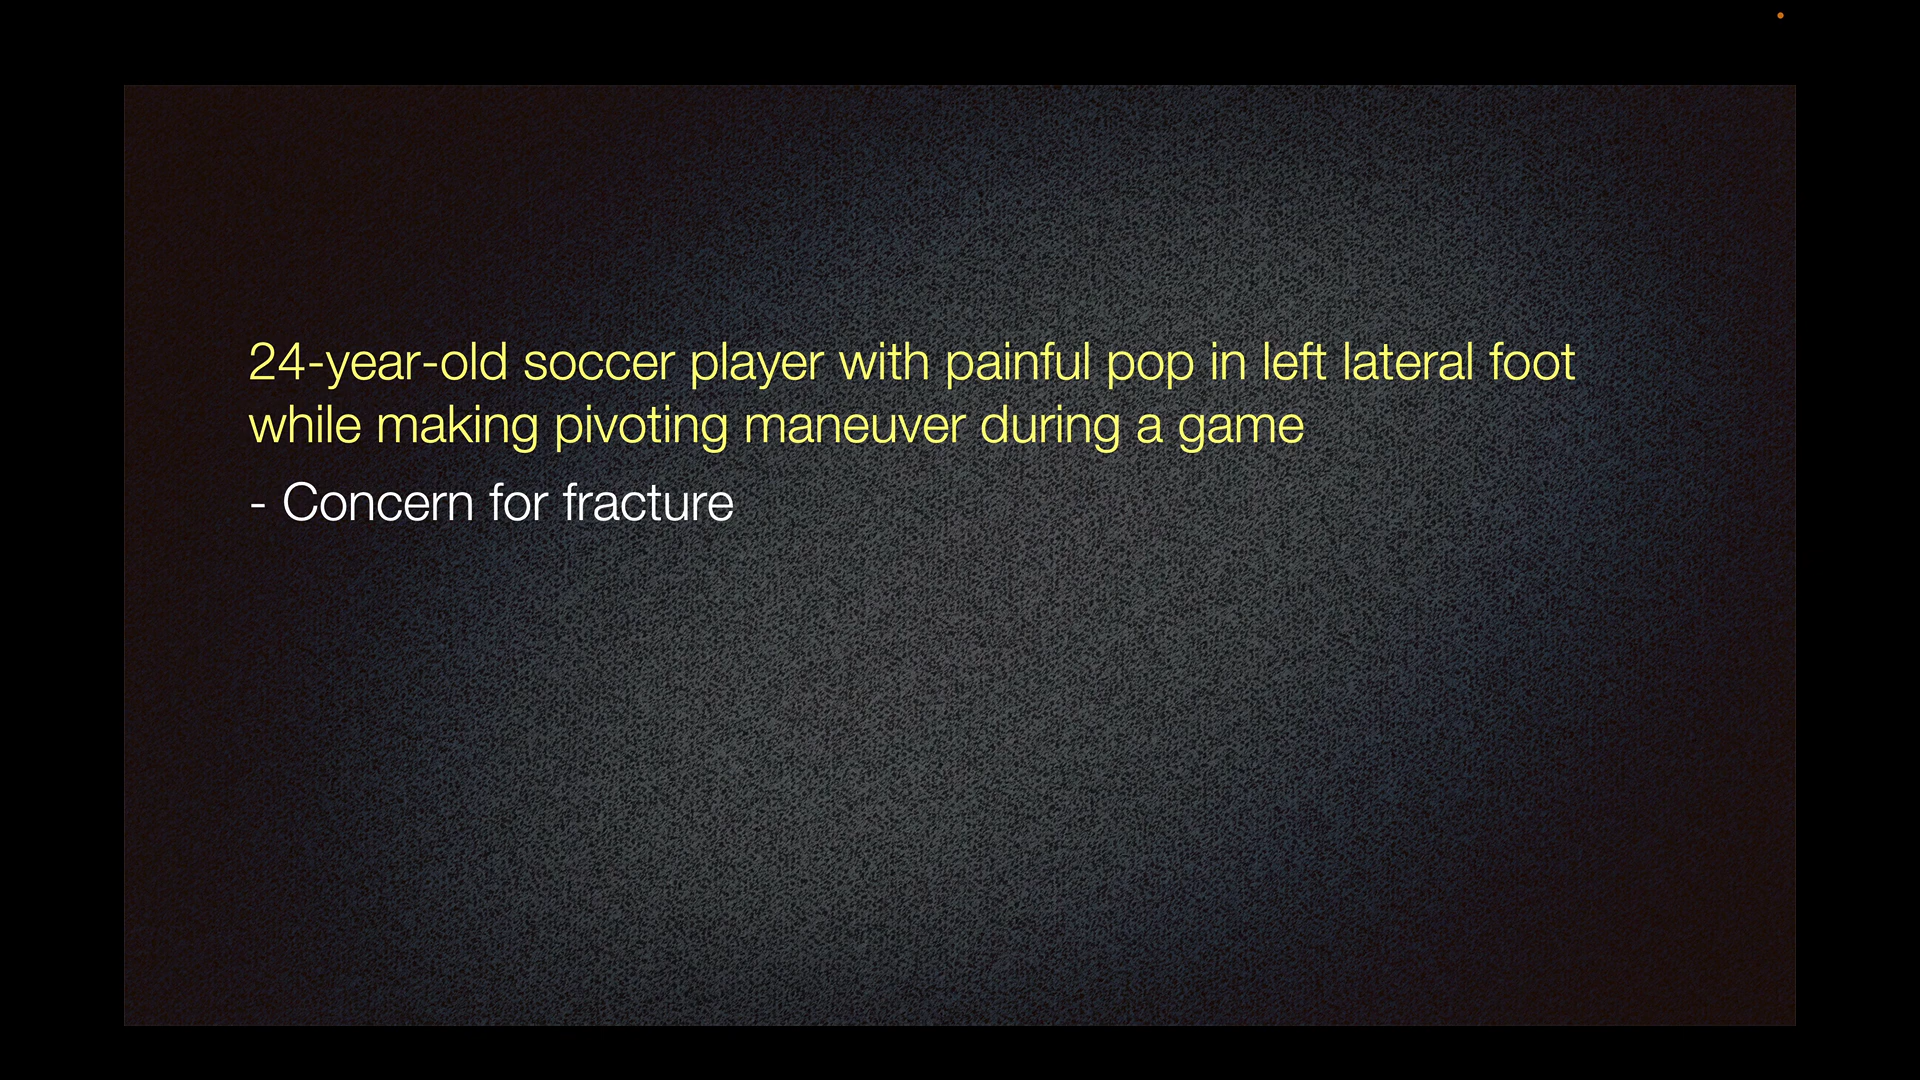 24-year-old soccer player with painful pop in left lateral foot
while making pivoting maneuver during a game
- Concern for fracture